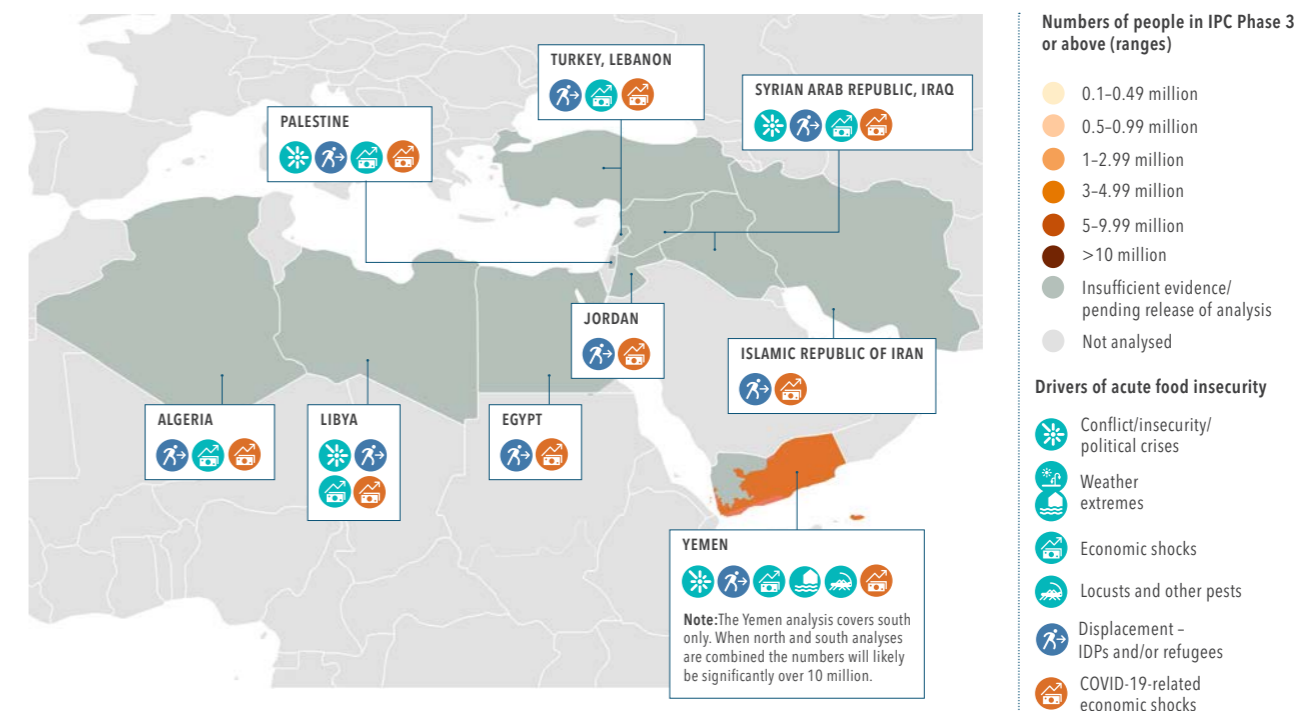 TURKEY, LEBANON
SYRIAN ARAB REPUBLIC, IRAQ
PALESTINE
JORDAN
ISLAMIC REPUBLIC OF IRAN
ALGERIA
LIBYA
EGYPT
YEMEN
Note:The Yemen analysis covers south
only. When north and south analyses
are combined the numbers will likely
be significantly over 10 million.
Numbers of people in IPC Phase 3
or above (ranges)
0.1–0.49 million
0.5–0.99 million
1–2.99 million
3–4.99 million
5–9.99 million
>10 million
Insufficient evidence/
pending release of analysis
Not analysed
Drivers of acute food insecurity
Conflict/insecurity/
political crises
Weather
extremes
Economic shocks
Locusts and other pests
Displacement –
IDPs and/or refugees
COVID-19-related
economic shocks